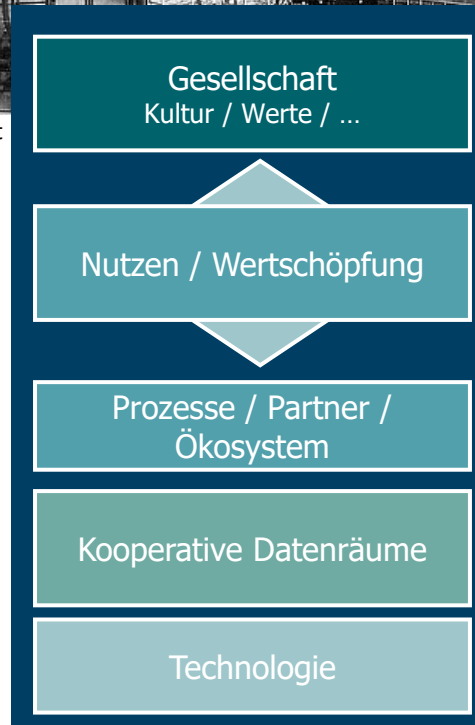 Gesellschaft
Kultur / Werte / …
Nutzen / Wertschöpfung
Prozesse / Partner /
Ökosystem
Kooperative Datenräume
Technologie